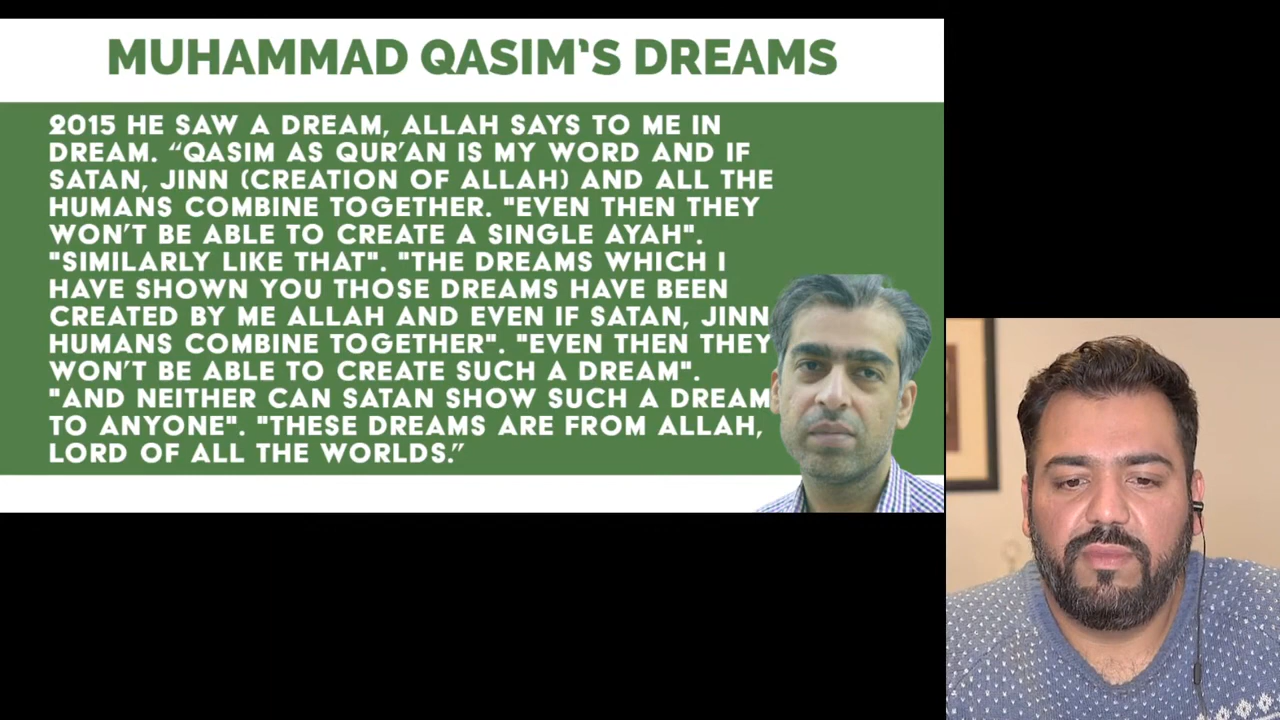 MUHAMMAD QASIM'S DREAMS
2015 HE SAW A DREAM, ALLAH SAYS TO ME IN
DREAM. “QASIM AS QUR'AN IS MY WORD AND IF
SATAN, JINN (CREATION OF ALLAH) AND ALL THE
HUMANS COMBINE TOGETHER. "EVEN THEN THEY
WON'T BE ABLE TO CREATE A SINGLE AYAH".
"SIMILARLY LIKE THAT". "THE DREAMS WHICH I
HAVE SHOWN YOU THOSE DREAMS HAVE BEEN
CREATED BY ME ALLAH AND EVEN IF SATAN, JINN
HUMANS COMBINE TOGETHER". "EVEN THEN THEY
WON'T BE ABLE TO CREATE SUCH A DREAM".
"AND NEITHER CAN SATAN SHOW SUCH A DREAM
TO ANYONE". "THESE DREAMS ARE FROM ALLAH,
LORD OF ALL THE WORLDS.”